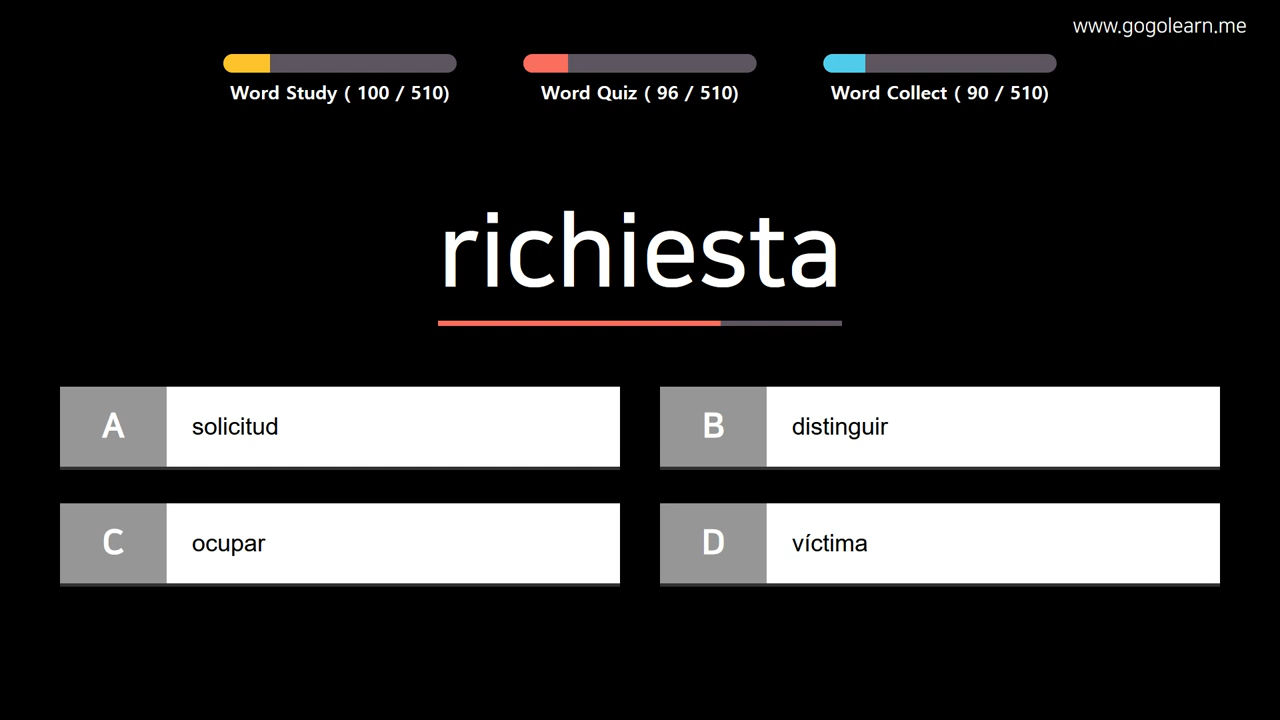 www.gogolearn.me
Word Study ( 100 / 510)
Word Quiz ( 96 / 510)
Word Collect ( 90 / 510)
richiesta
A solicitud
B distinguir
C ocupar
D víctima